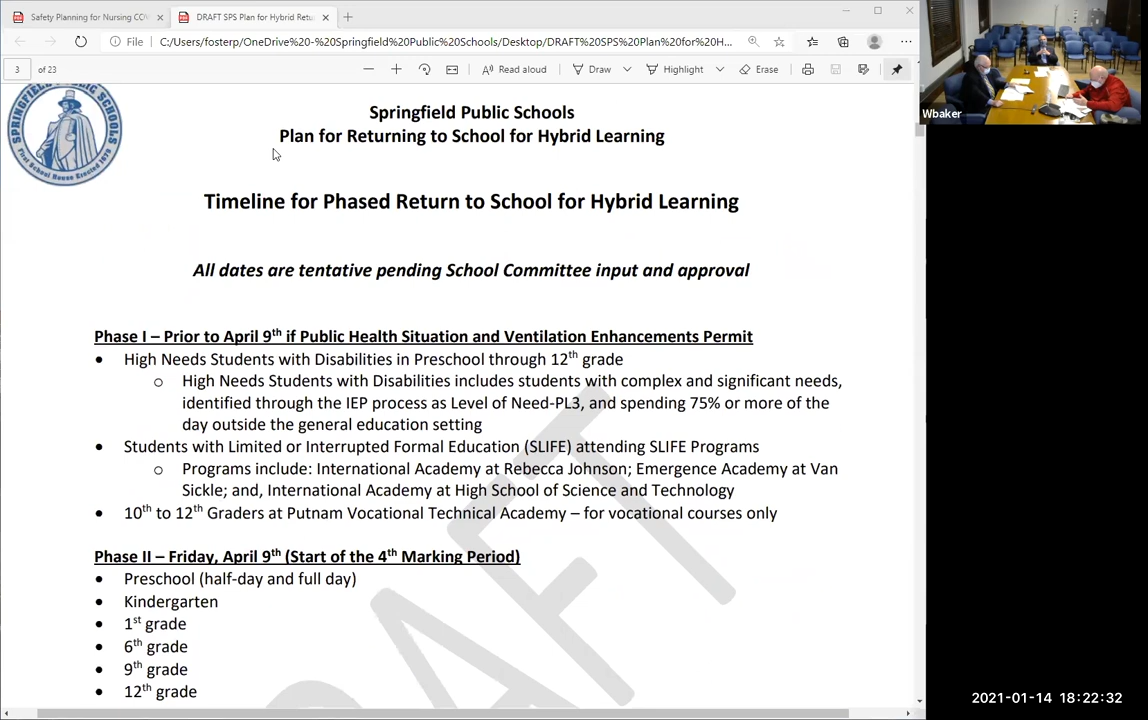 Safety Planning for Nursing CCV
DRAFT SPS Plan for Hybrid Retu
File
C:/Users/fosterp/OneDrive%20-%20Springfield%20Public%20Schools/Desktop/DRAFT%20SPS%20Plan%20for%20H...
3 of 23
Read aloud
Draw
Highlight
Erase
Wbaker
SPRINGFIELD PUBLIC SCHOOLS
First School House Erected 1679
Springfield Public Schools
Plan for Returning to School for Hybrid Learning
Timeline for Phased Return to School for Hybrid Learning
All dates are tentative pending School Committee input and approval
Phase I – Prior to April 9th if Public Health Situation and Ventilation Enhancements Permit
• High Needs Students with Disabilities in Preschool through 12th grade
o High Needs Students with Disabilities includes students with complex and significant needs,
identified through the IEP process as Level of Need-PL3, and spending 75% or more of the
day outside the general education setting
• Students with Limited or Interrupted Formal Education (SLIFE) attending SLIFE Programs
o Programs include: International Academy at Rebecca Johnson; Emergence Academy at Van
Sickle; and, International Academy at High School of Science and Technology
• 10th to 12th Graders at Putnam Vocational Technical Academy – for vocational courses only
Phase II – Friday, April 9th (Start of the 4th Marking Period)
• Preschool (half-day and full day)
• Kindergarten
• 1st grade
• 6th grade
• 9th grade
• 12th grade
DRAFT
2021-01-14 18:22:32